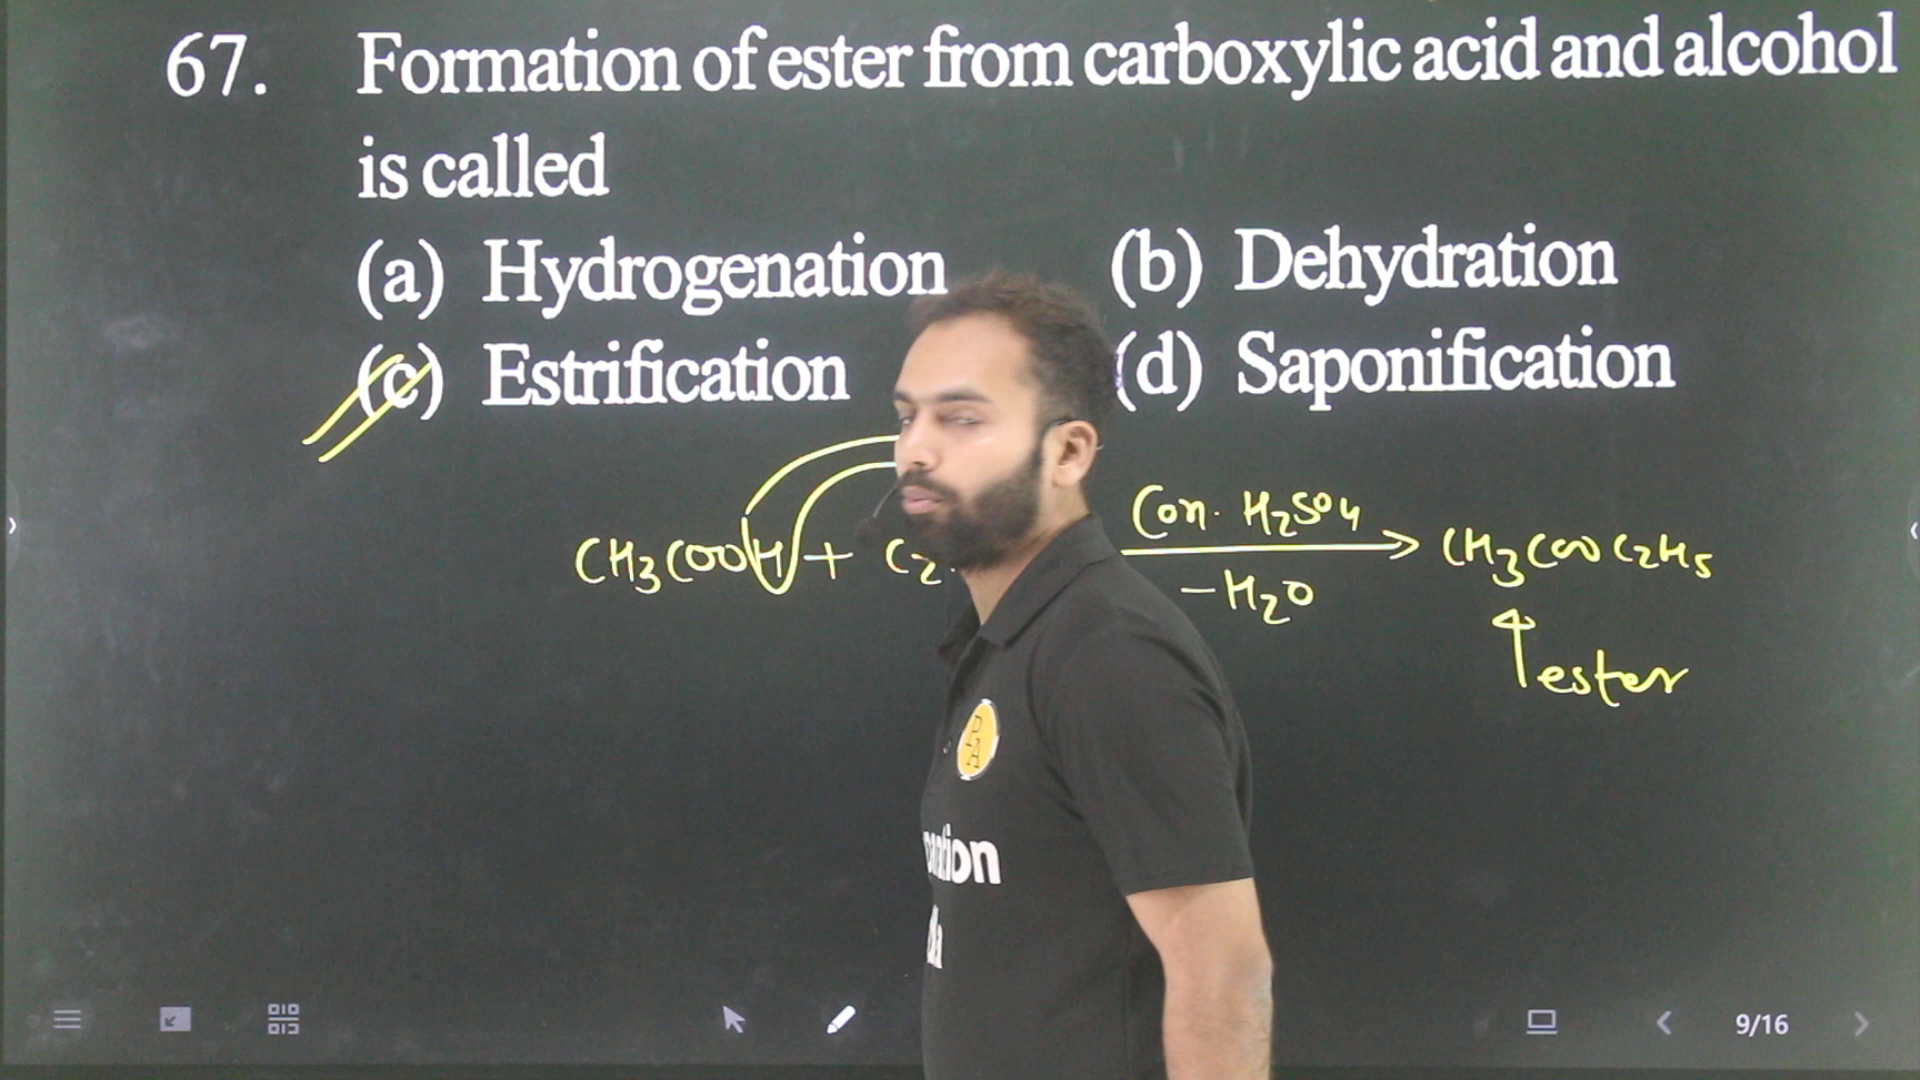 67. Formation of ester from carboxylic acid and alcohol
is called
(a) Hydrogenation (b) Dehydration
(c) Estrification (d) Saponification
CH3COOH + C2 Con. H2SO4 → CH3COOC2H5
-H2O
ester
PA
9/16